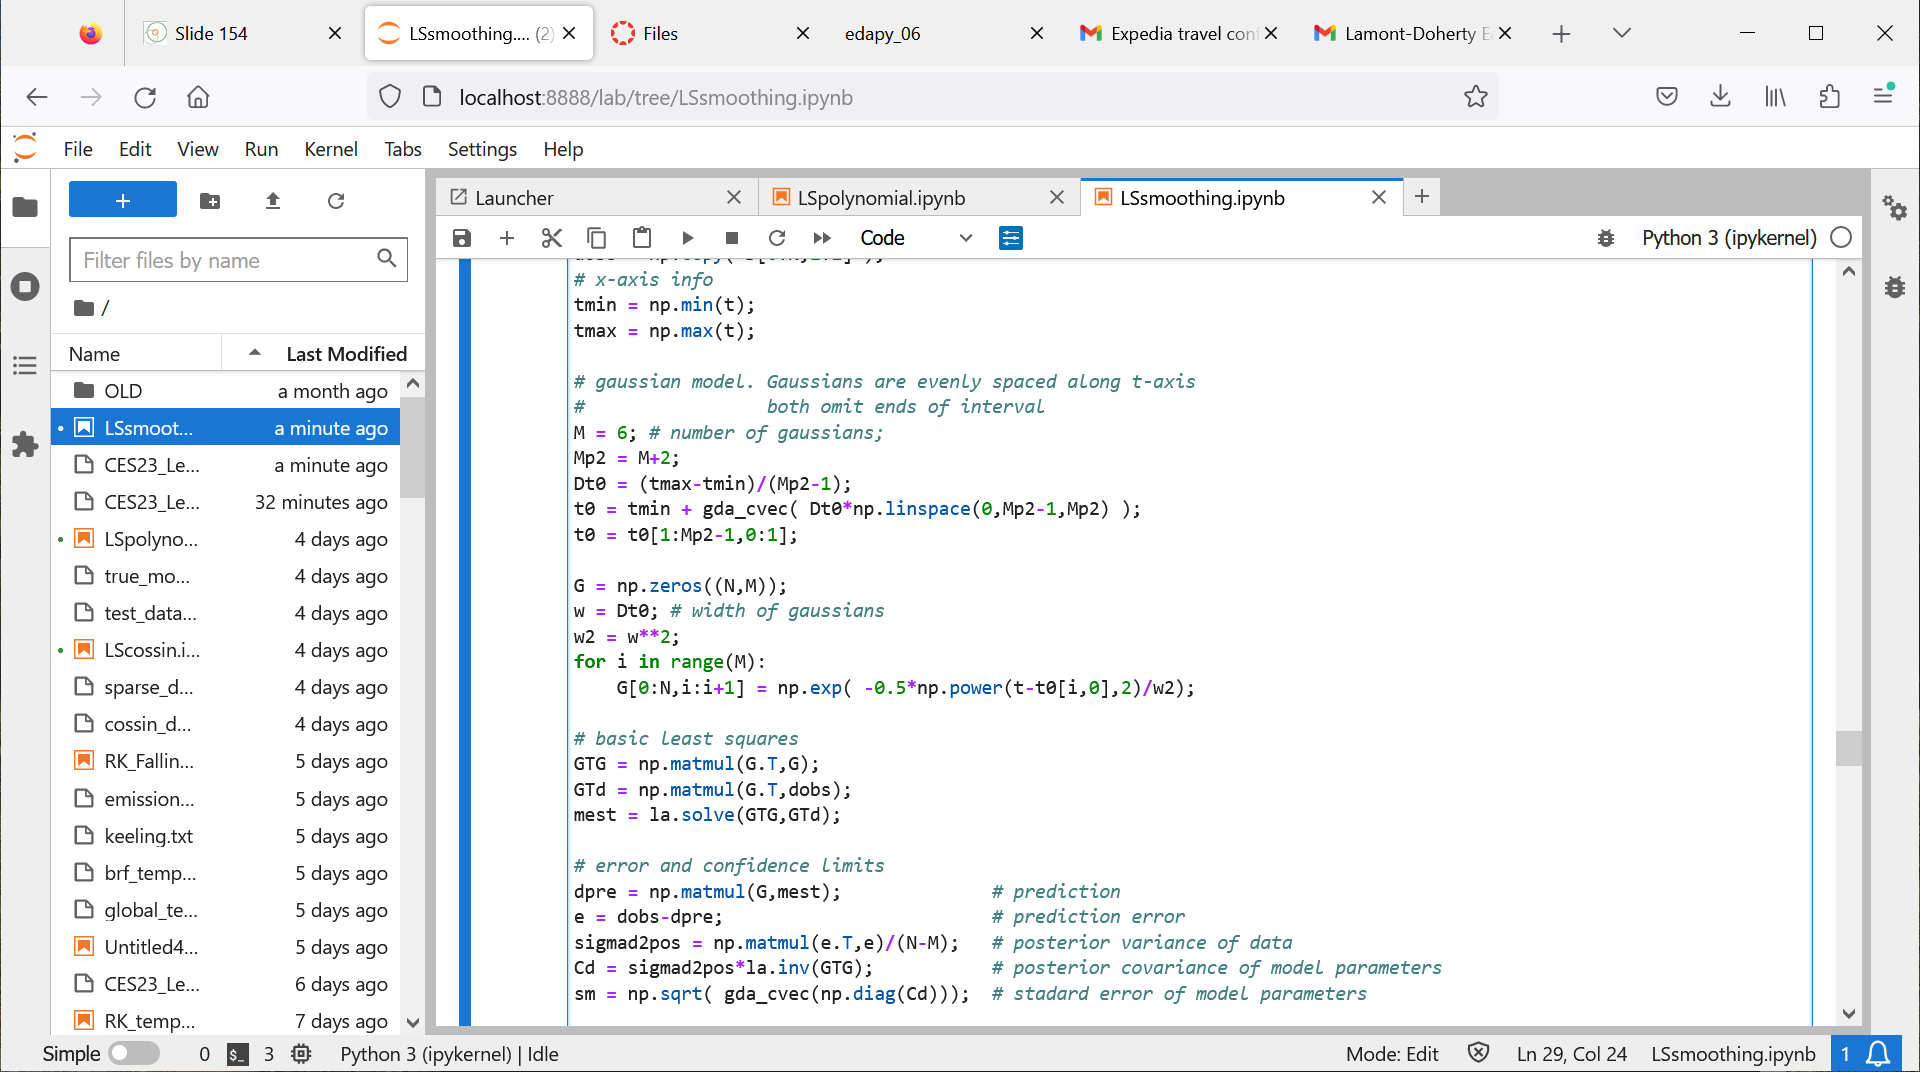 Slide 154
LSsmoothing.... (2)
Files
edapy_06
Expedia travel con
Lamont-Doherty E
localhost:8888/lab/tree/LSsmoothing.ipynb
File Edit View Run Kernel Tabs Settings Help
Launcher
LSpolynomial.ipynb
LSsmoothing.ipynb
Code
Python 3 (ipykernel)
Filter files by name
/
Name Last Modified
OLD a month ago
LSsmoot... a minute ago
CES23_Le... a minute ago
CES23_Le... 32 minutes ago
LSpolyno... 4 days ago
true_mo... 4 days ago
test_data... 4 days ago
LScossin.i... 4 days ago
sparse_d... 4 days ago
cossin_d... 4 days ago
RK_Fallin... 5 days ago
emission... 5 days ago
keeling.txt 5 days ago
brf_temp... 5 days ago
global_te... 5 days ago
Untitled4... 5 days ago
CES23_Le... 6 days ago
RK_temp... 7 days ago
# x-axis info
tmin = np.min(t);
tmax = np.max(t);
# gaussian model. Gaussians are evenly spaced along t-axis
# both omit ends of interval
M = 6; # number of gaussians;
Mp2 = M+2;
Dt0 = (tmax-tmin)/(Mp2-1);
t0 = tmin + gda_cvec( Dt0*np.linspace(0,Mp2-1,Mp2) );
t0 = t0[1:Mp2-1,0:1];
G = np.zeros((N,M));
w = Dt0; # width of gaussians
w2 = w**2;
for i in range(M):
    G[0:N,i:i+1] = np.exp( -0.5*np.power(t-t0[i,0],2)/w2);
# basic least squares
GTG = np.matmul(G.T,G);
GTd = np.matmul(G.T,dobs);
mest = la.solve(GTG,GTd);
# error and confidence limits
dpre = np.matmul(G,mest); # prediction
e = dobs-dpre; # prediction error
sigmad2pos = np.matmul(e.T,e)/(N-M); # posterior variance of data
Cd = sigmad2pos*la.inv(GTG); # posterior covariance of model parameters
sm = np.sqrt( gda_cvec(np.diag(Cd))); # stadard error of model parameters
Simple 0 3 Python 3 (ipykernel) | Idle Mode: Edit Ln 29, Col 24 LSsmoothing.ipynb 1